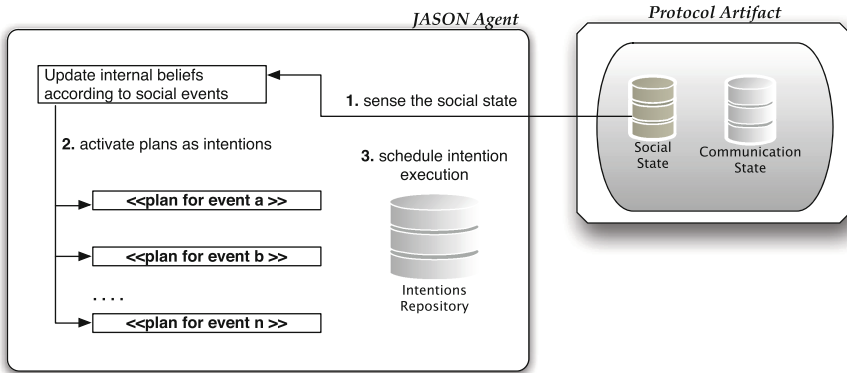 JASON Agent
Protocol Artifact
Update internal beliefs
according to social events
1. sense the social state
2. activate plans as intentions
3. schedule intention
execution
<<plan for event a >>
<<plan for event b >>
. . . .
<<plan for event n >>
Intentions
Repository
Social
State
Communication
State